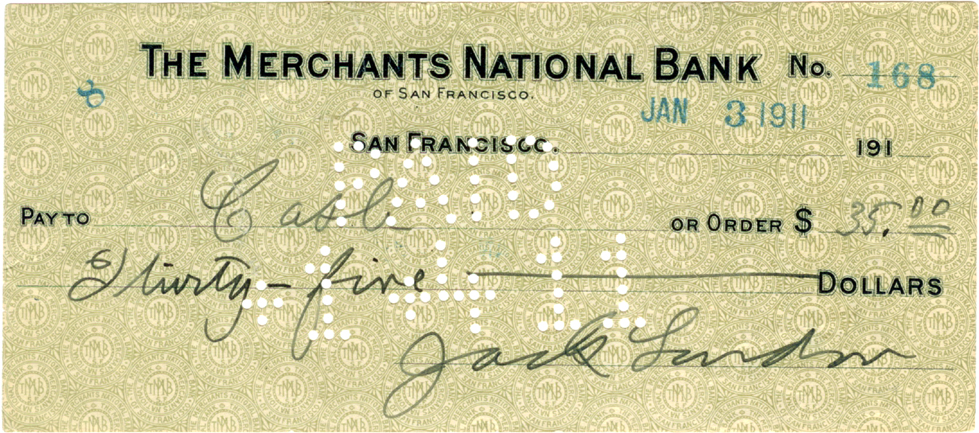 THE MERCHANTS NATIONAL BANK No. 168
8 OF SAN FRANCISCO.
JAN 3 1911
SAN FRANCISCO. 191
PAID
PAY TO Cash OR ORDER $ 35.00
Thirty-five DOLLARS
Jack London